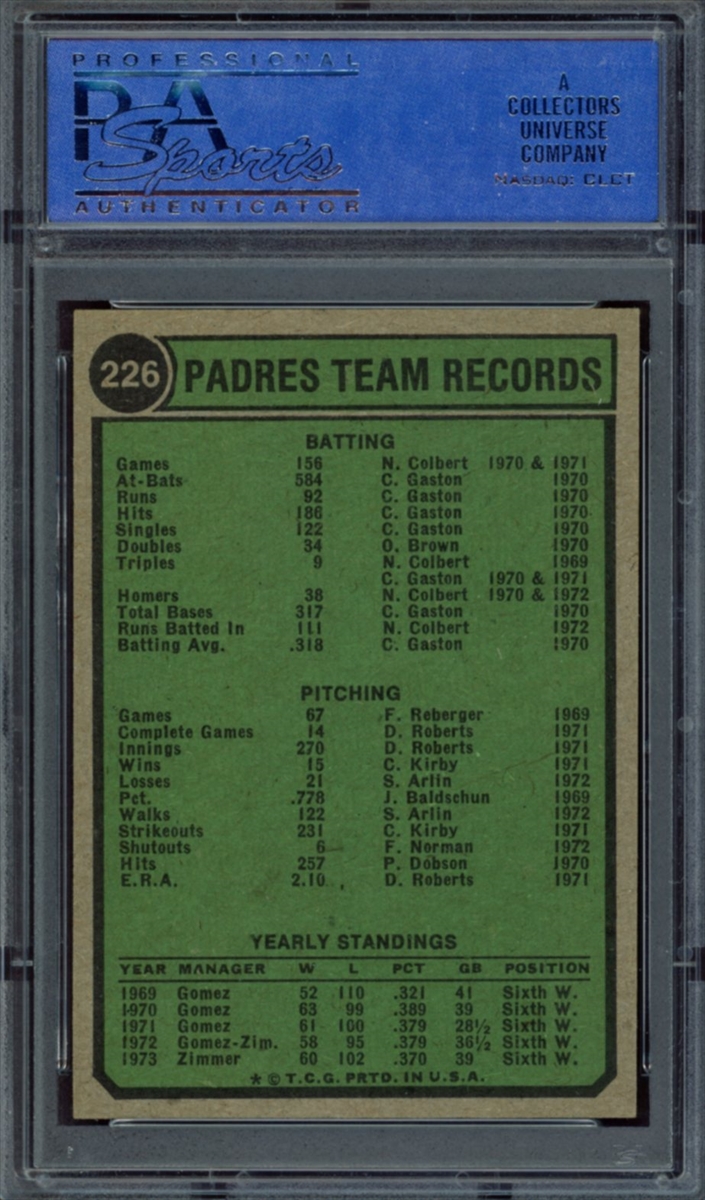 PROFESSIONAL
PSA
Sports
AUTHENTICATOR
A
COLLECTORS
UNIVERSE
COMPANY
NASDAQ: CLCT
226 PADRES TEAM RECORDS
BATTING
Games 156 N. Colbert 1970 & 1971
At-Bats 584 C. Gaston 1970
Runs 92 C. Gaston 1970
Hits 186 C. Gaston 1970
Singles 122 C. Gaston 1970
Doubles 34 O. Brown 1970
Triples 9 N. Colbert 1969
C. Gaston 1970 & 1971
Homers 38 N. Colbert 1970 & 1972
Total Bases 317 C. Gaston 1970
Runs Batted In 111 N. Colbert 1972
Batting Avg. .318 C. Gaston 1970
PITCHING
Games 67 F. Reberger 1969
Complete Games 14 D. Roberts 1971
Innings 270 D. Roberts 1971
Wins 15 C. Kirby 1971
Losses 21 S. Arlin 1972
Pct. .778 J. Baldschun 1969
Walks 122 S. Arlin 1972
Strikeouts 231 C. Kirby 1971
Shutouts 6 F. Norman 1972
Hits 257 P. Dobson 1970
E.R.A. 2.10 D. Roberts 1971
YEARLY STANDINGS
YEAR MANAGER W L PCT GB POSITION
1969 Gomez 52 110 .321 41 Sixth W.
1970 Gomez 63 99 .389 39 Sixth W.
1971 Gomez 61 100 .379 28½ Sixth W.
1972 Gomez-Zim. 58 95 .379 36½ Sixth W.
1973 Zimmer 60 102 .370 39 Sixth W.
* © T.C.G. PRTD. IN U.S.A.